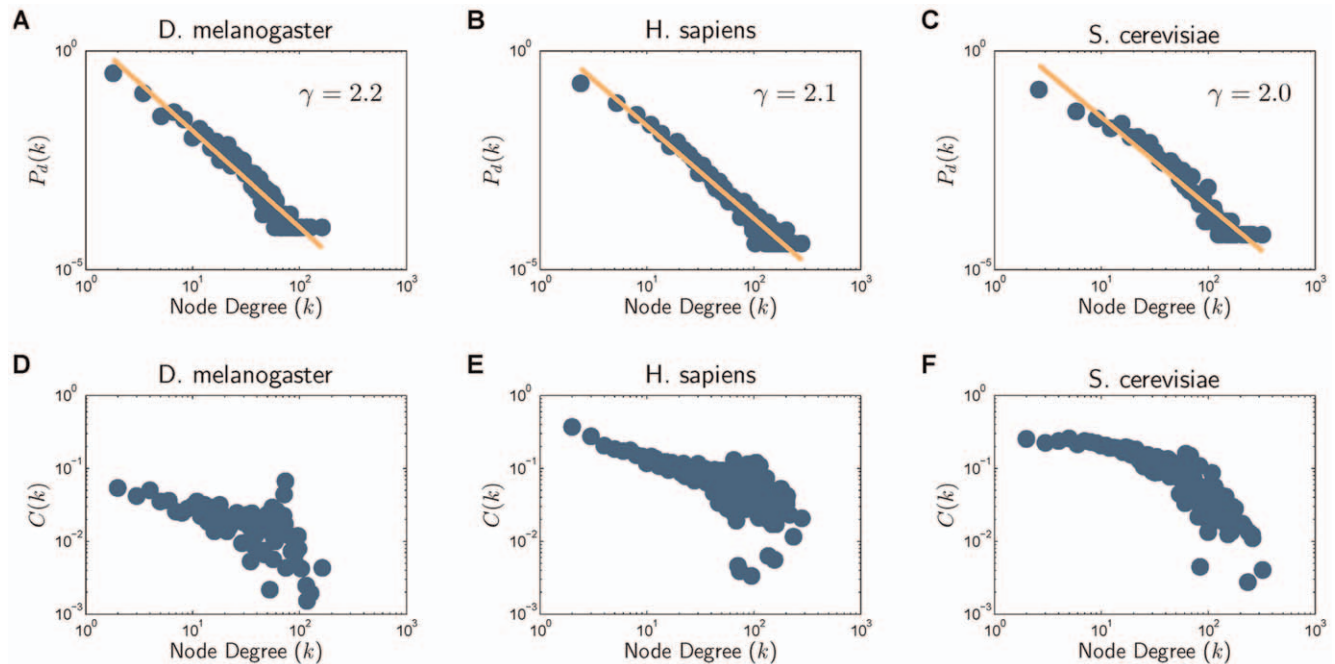 A D. melanogaster
10^0
γ = 2.2
P_d(k)
10^-5
10^0 10^1 10^2 10^3
Node Degree (k)
B H. sapiens
10^0
γ = 2.1
P_d(k)
10^-5
10^0 10^1 10^2 10^3
Node Degree (k)
C S. cerevisiae
10^0
γ = 2.0
P_d(k)
10^-5
10^0 10^1 10^2 10^3
Node Degree (k)
D D. melanogaster
10^0
10^-1
C(k)
10^-2
10^-3
10^0 10^1 10^2 10^3
Node Degree (k)
E H. sapiens
10^0
10^-1
C(k)
10^-2
10^-3
10^0 10^1 10^2 10^3
Node Degree (k)
F S. cerevisiae
10^0
10^-1
C(k)
10^-2
10^-3
10^0 10^1 10^2 10^3
Node Degree (k)